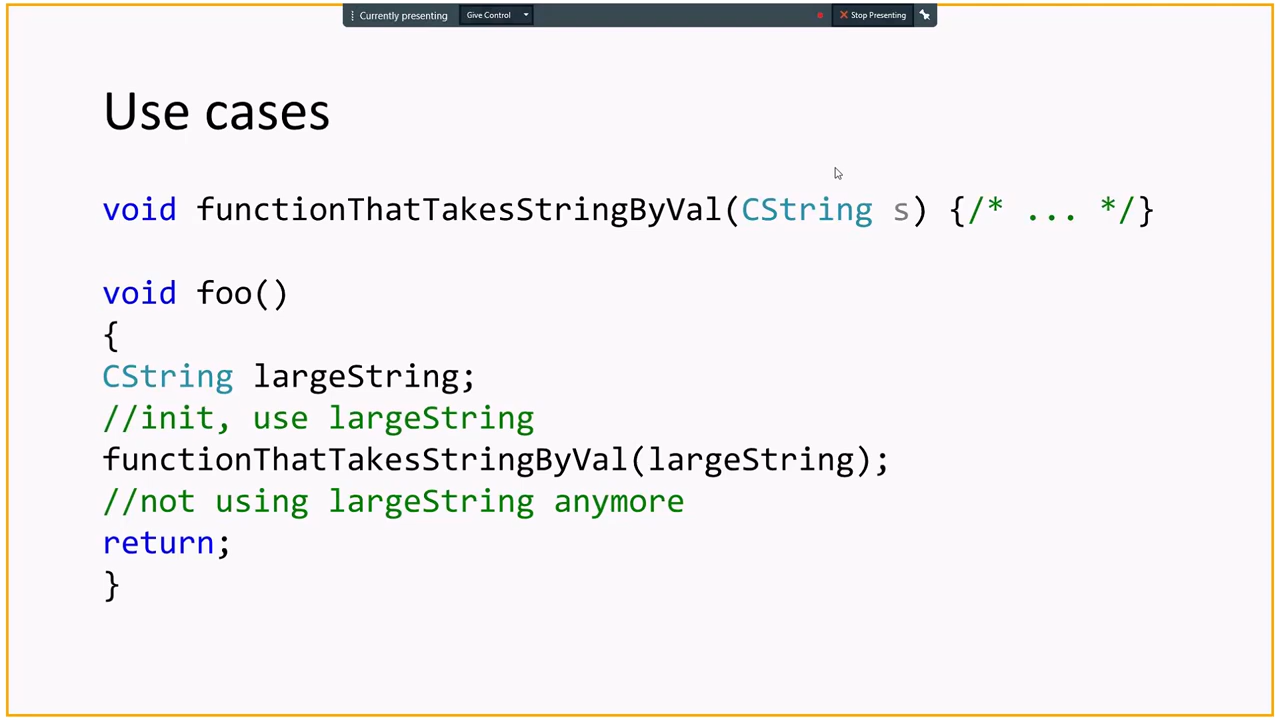 Currently presenting
Give Control
Stop Presenting
Use cases
void functionThatTakesStringByVal(CString s) {/* ... */}
void foo()
{
CString largeString;
//init, use largeString
functionThatTakesStringByVal(largeString);
//not using largeString anymore
return;
}